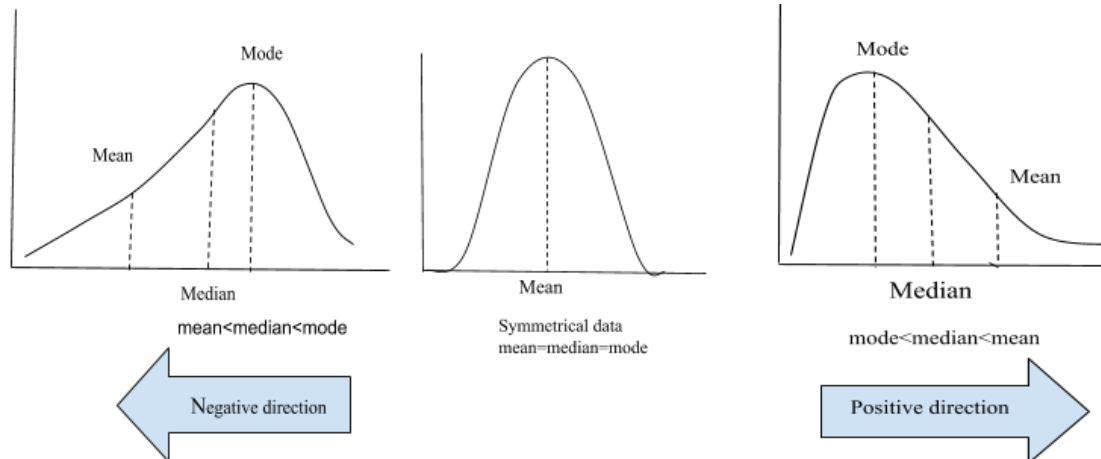 Mode
Mean
Median
mean<median<mode
Negative direction
Mean
Symmetrical data
mean=median=mode
Mode
Mean
Median
mode<median<mean
Positive direction